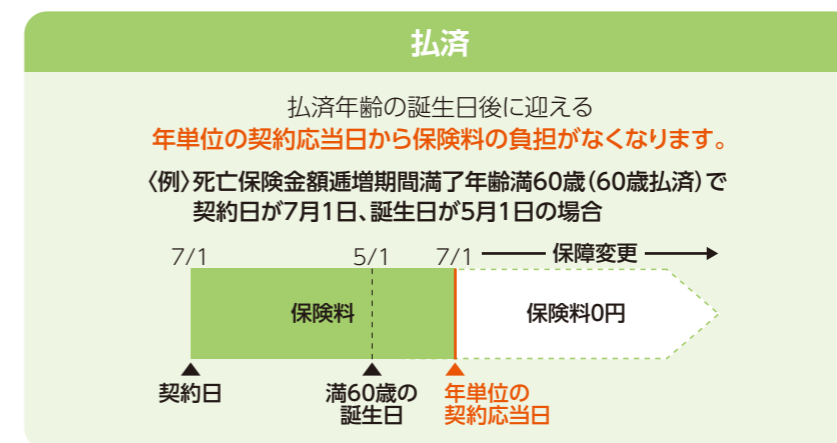 払済
払済年齢の誕生日後に迎える
年単位の契約応当日から保険料の負担がなくなります。
〈例〉死亡保険金額逓増期間満了年齢満60歳（60歳払済）で
契約日が7月1日、誕生日が5月1日の場合
7/1 5/1 7/1 保障変更
保険料 保険料0円
契約日 満60歳の 年単位の
誕生日 契約応当日